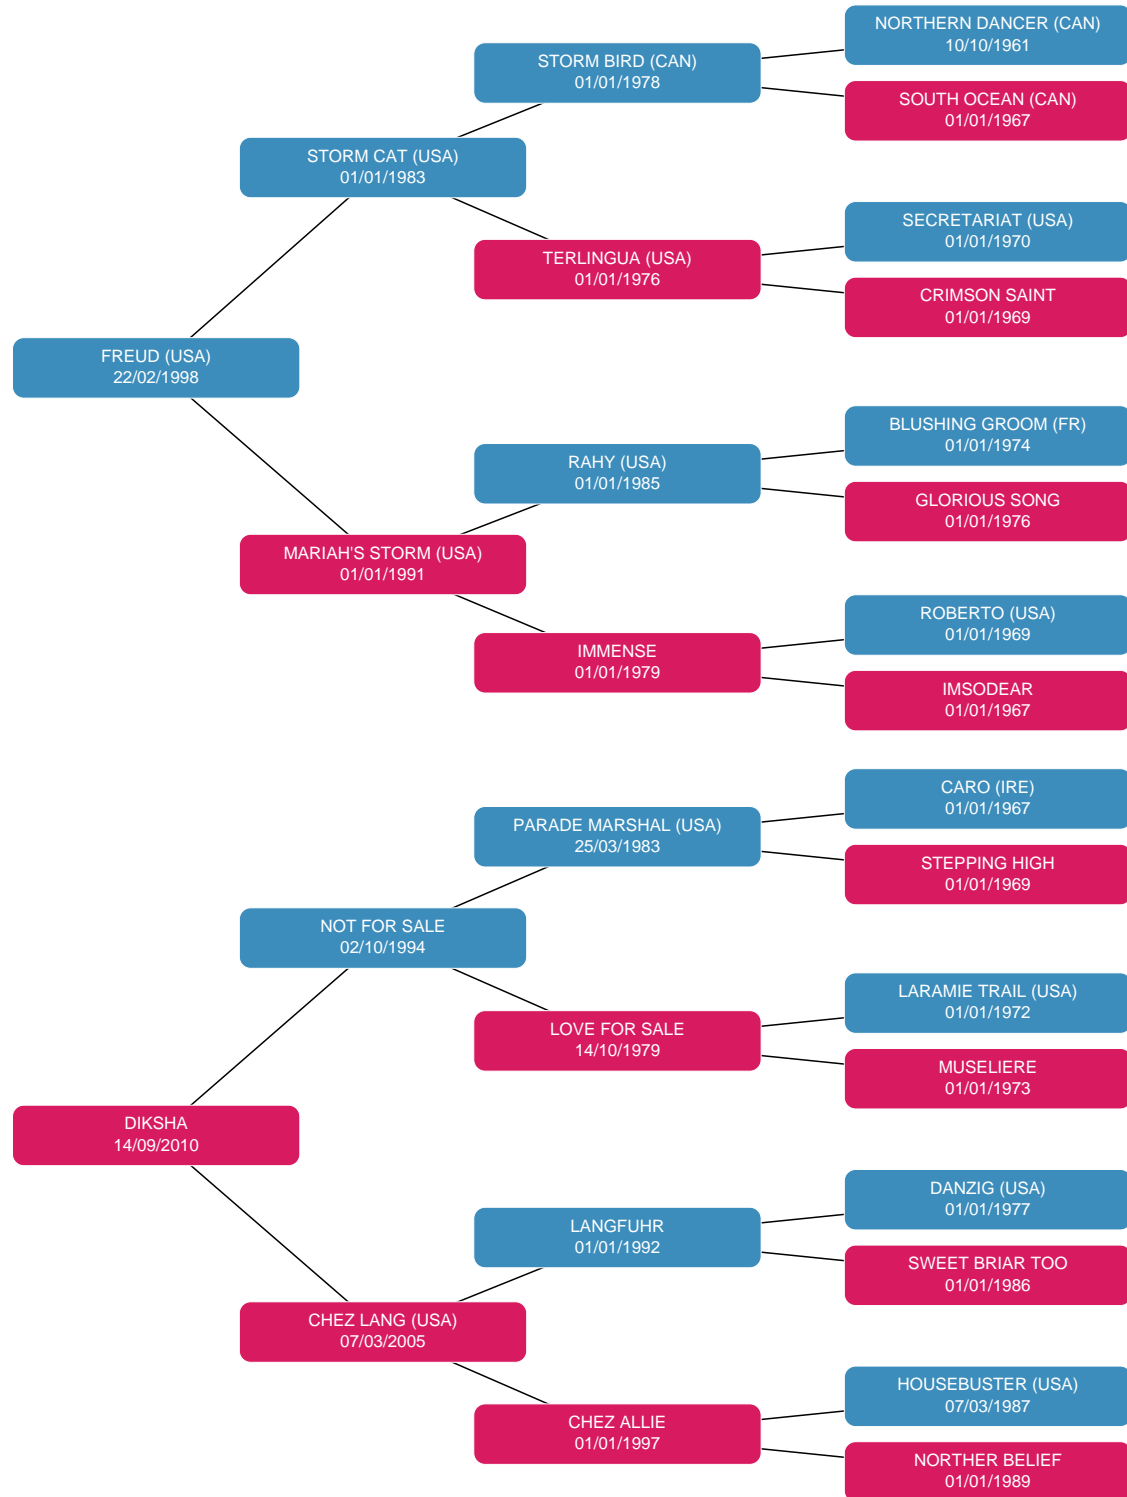 NORTHERN DANCER (CAN)
10/10/1961
STORM BIRD (CAN)
01/01/1978
SOUTH OCEAN (CAN)
01/01/1967
STORM CAT (USA)
01/01/1983
SECRETARIAT (USA)
01/01/1970
TERLINGUA (USA)
01/01/1976
CRIMSON SAINT
01/01/1969
FREUD (USA)
22/02/1998
BLUSHING GROOM (FR)
01/01/1974
RAHY (USA)
01/01/1985
GLORIOUS SONG
01/01/1976
MARIAH'S STORM (USA)
01/01/1991
ROBERTO (USA)
01/01/1969
IMMENSE
01/01/1979
IMSODEAR
01/01/1967
CARO (IRE)
01/01/1967
PARADE MARSHAL (USA)
25/03/1983
STEPPING HIGH
01/01/1969
NOT FOR SALE
02/10/1994
LARAMIE TRAIL (USA)
01/01/1972
LOVE FOR SALE
14/10/1979
MUSELIERE
01/01/1973
DIKSHA
14/09/2010
DANZIG (USA)
01/01/1977
LANGFUHR
01/01/1992
SWEET BRIAR TOO
01/01/1986
CHEZ LANG (USA)
07/03/2005
HOUSEBUSTER (USA)
07/03/1987
CHEZ ALLIE
01/01/1997
NORTHER BELIEF
01/01/1989